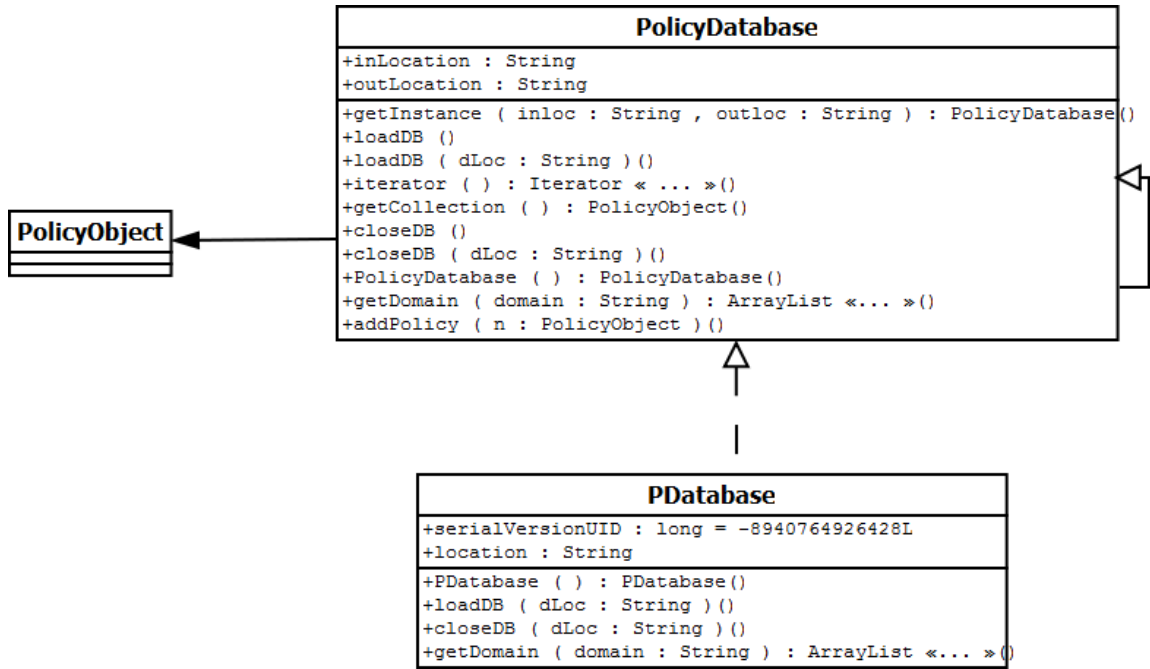 PolicyDatabase
+inLocation : String
+outLocation : String
+getInstance ( inloc : String , outloc : String ) : PolicyDatabase()
+loadDB ()
+loadDB ( dLoc : String )()
+iterator ( ) : Iterator « ... »()
+getCollection ( ) : PolicyObject()
+closeDB ()
+closeDB ( dLoc : String )()
+PolicyDatabase ( ) : PolicyDatabase()
+getDomain ( domain : String ) : ArrayList «... »()
+addPolicy ( n : PolicyObject )()
PolicyObject
PDatabase
+serialVersionUID : long = -8940764926428L
+location : String
+PDatabase ( ) : PDatabase()
+loadDB ( dLoc : String )()
+closeDB ( dLoc : String )()
+getDomain ( domain : String ) : ArrayList «... »()